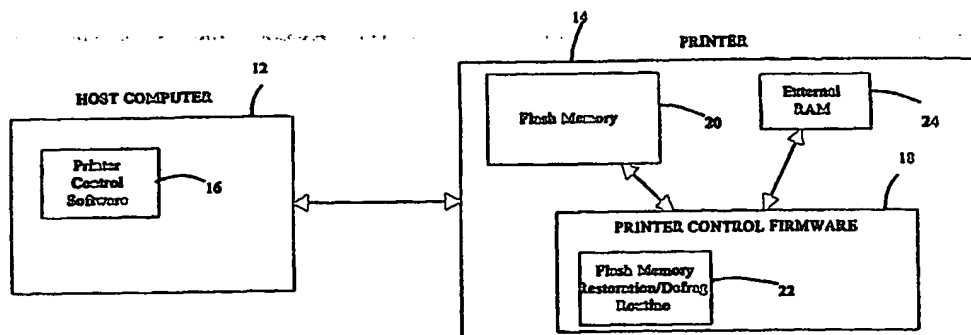 14
PRINTER
12
HOST COMPUTER
Flash Memory
External
RAM
20
24
Printer
Control
Software
16
18
PRINTER CONTROL FIRMWARE
Flash Memory
Restoration/Defrag
Routine
22